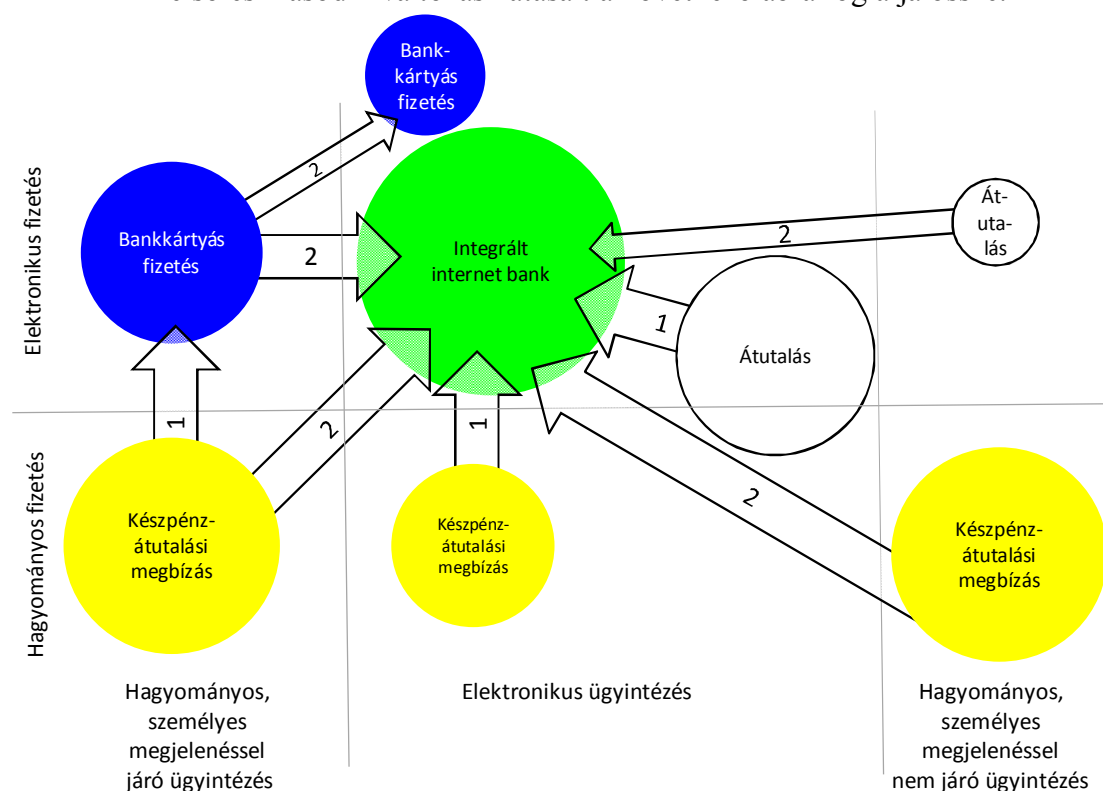 Bank-
kártyás
fizetés
Elektronikus fizetés
2
Bankkártyás
fizetés
2
Integrált
internet bank
2
Át-
uta-
lás
1
Átutalás
Hagyományos fizetés
1
2
1
2
Készpénz-
átutalási
megbízás
Készpénz-
átutalási
megbízás
Készpénz-
átutalási
megbízás
Hagyományos,
személyes
megjelenéssel
járó ügyintézés
Elektronikus ügyintézés
Hagyományos,
személyes
megjelenéssel
nem járó ügyintézés